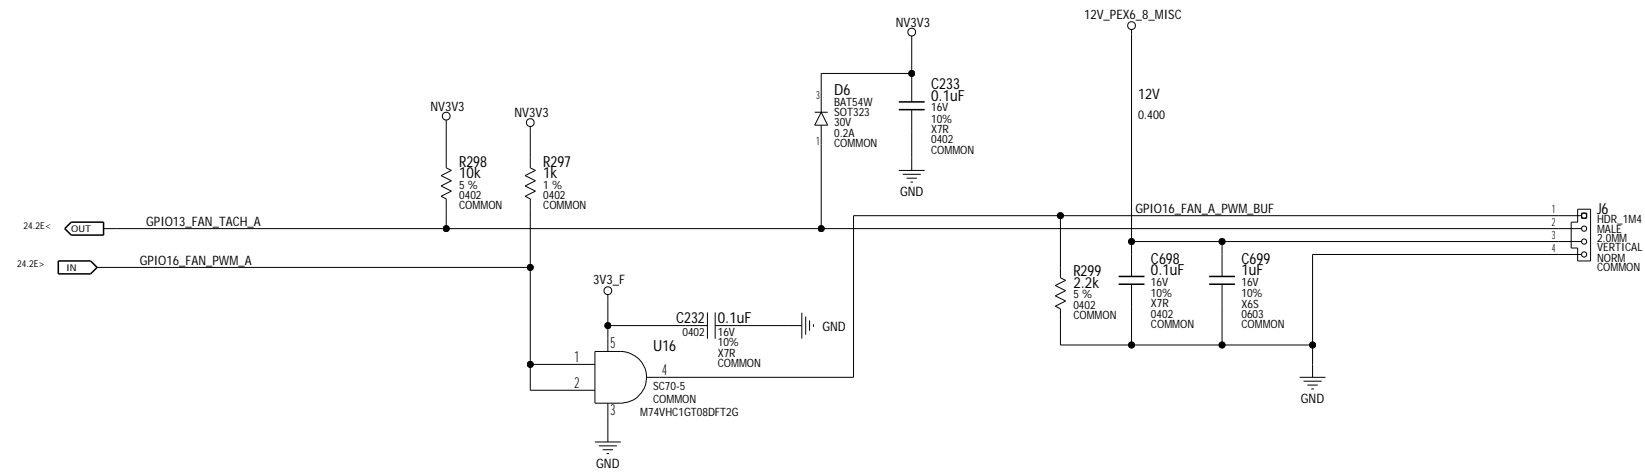 12V_PEX6_8_MISC
NV3V3
D6
BAT54W
SOT323
30V
0.2A
COMMON
3
1
C233
0.1uF
16V
10%
X7R
0402
COMMON
GND
12V
0.400
NV3V3
NV3V3
R298
10k
5 %
0402
COMMON
R297
1k
1 %
0402
COMMON
24.2E<
OUT
GPIO13_FAN_TACH_A
24.2E>
IN
GPIO16_FAN_PWM_A
GPIO16_FAN_A_PWM_BUF
1
2
3
4
J6
HDR_1M4
MALE
2.0MM
VERTICAL
NORM
COMMON
3V3_F
C232
0402
0.1uF
16V
10%
X7R
COMMON
GND
R299
2.2k
5 %
0402
COMMON
C698
0.1uF
16V
10%
X7R
0402
COMMON
C699
1uF
16V
10%
X6S
0603
COMMON
5
U16
1
2
4
3
SC70-5
COMMON
M74VHC1GT08DFT2G
GND
GND